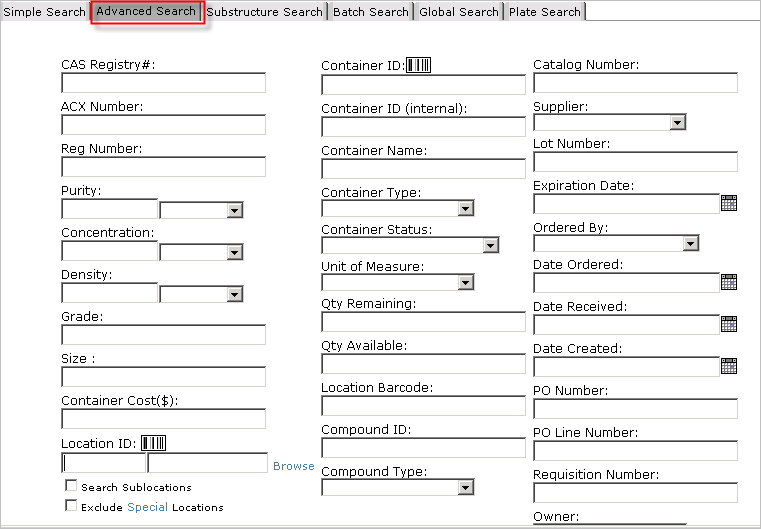 Simple Search Advanced Search Substructure Search Batch Search Global Search Plate Search
CAS Registry#:
ACX Number:
Reg Number:
Purity:
Concentration:
Density:
Grade:
Size :
Container Cost($):
Location ID:
Browse
Search Sublocations
Exclude Special Locations
Container ID:
Container ID (internal):
Container Name:
Container Type:
Container Status:
Unit of Measure:
Qty Remaining:
Qty Available:
Location Barcode:
Compound ID:
Compound Type:
Catalog Number:
Supplier:
Lot Number:
Expiration Date:
Ordered By:
Date Ordered:
Date Received:
Date Created:
PO Number:
PO Line Number:
Requisition Number:
Owner: